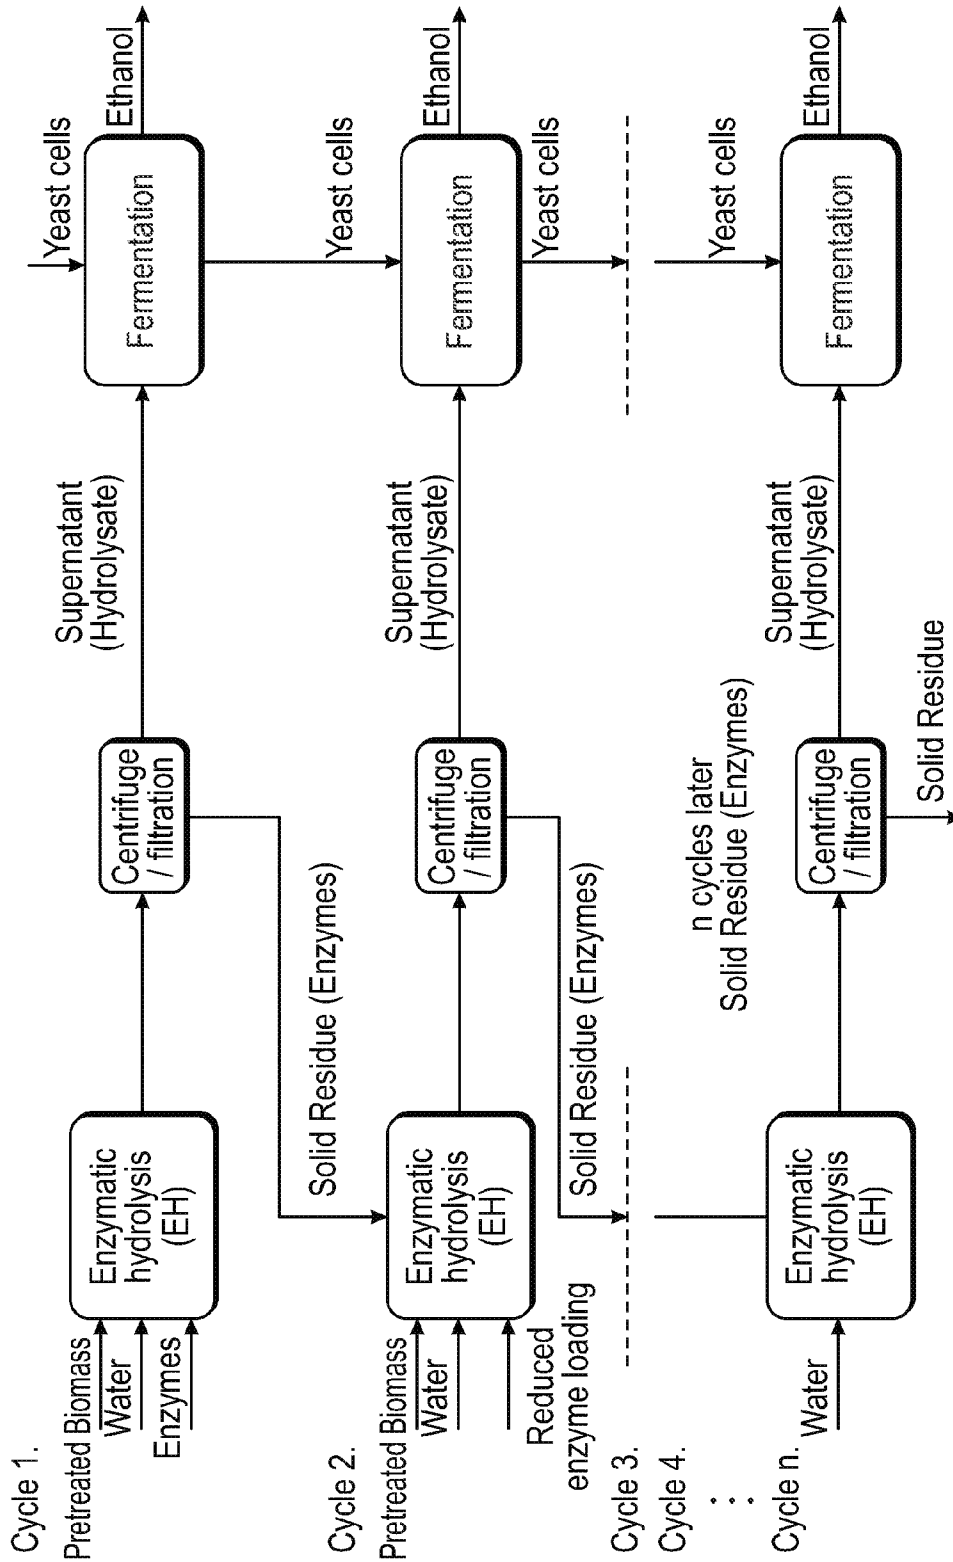 Cycle 1.
Pretreated Biomass
Water
Enzymes
Enzymatic
hydrolysis
(EH)
Centrifuge
/ filtration
Supernatant
(Hydrolysate)
Yeast cells
Fermentation
Ethanol
Solid Residue (Enzymes)
Cycle 2.
Pretreated Biomass
Water
Reduced
enzyme loading
Enzymatic
hydrolysis
(EH)
Centrifuge
/ filtration
Supernatant
(Hydrolysate)
Yeast cells
Fermentation
Ethanol
Solid Residue (Enzymes)
Yeast cells
Cycle 3.
Cycle 4.
⋮
Cycle n.
Water
Enzymatic
hydrolysis
(EH)
n cycles later
Solid Residue (Enzymes)
Centrifuge
/ filtration
Supernatant
(Hydrolysate)
Yeast cells
Fermentation
Ethanol
Solid Residue